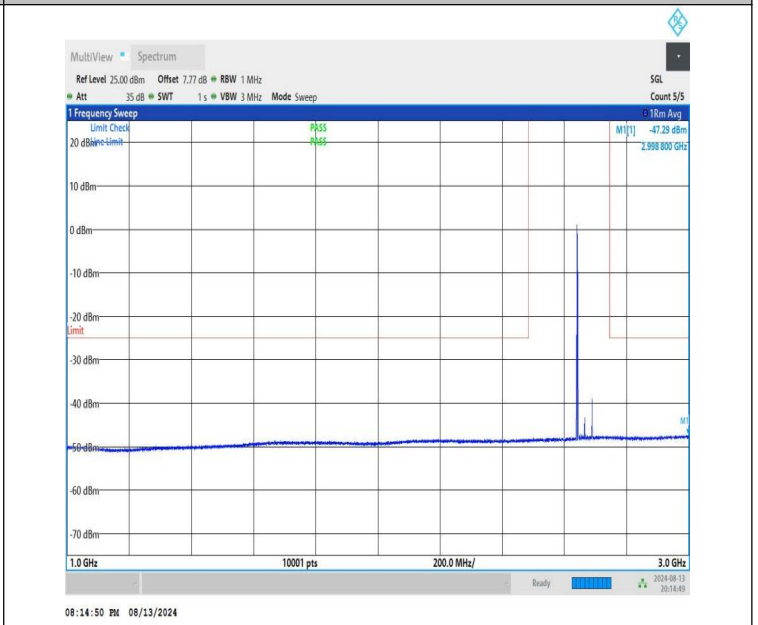 MultiView Spectrum
Ref Level 25.00 dBm Offset 7.77 dB RBW 1 MHz SGL
Att 35 dB SWT 1 s VBW 3 MHz Mode Sweep Count 5/5
1 Frequency Sweep 1Rm Avg
Limit Check PASS M1[1] -47.29 dBm
20 dBm Line Limit PASS 2.998 800 GHz
10 dBm
0 dBm
-10 dBm
-20 dBm
Limit
-30 dBm
-40 dBm
M1
-50 dBm
-60 dBm
-70 dBm
1.0 GHz 10001 pts 200.0 MHz/ 3.0 GHz
Ready 2024-08-13
20:14:49
08:14:50 PM 08/13/2024